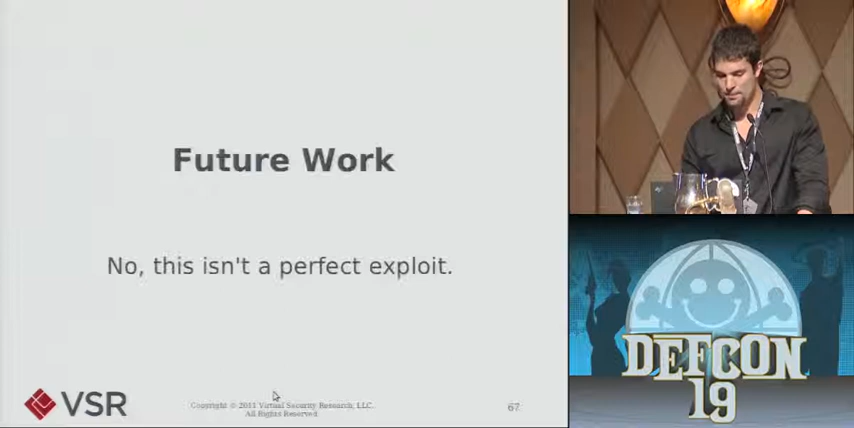 Future Work
No, this isn't a perfect exploit.
VSR
Copyright © 2011 Virtual Security Research, LLC.
All Rights Reserved
67
DEFCON
19